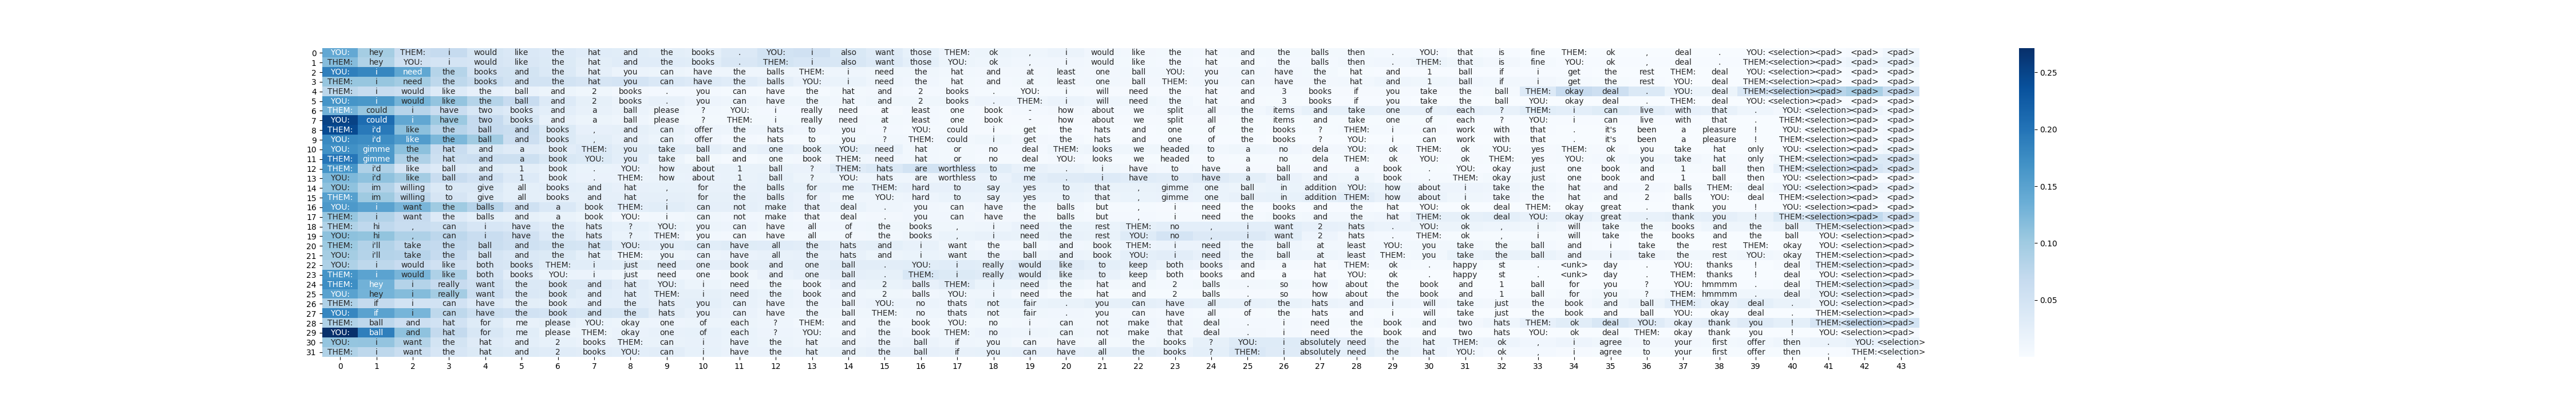 0 YOU: hey THEM: i would like the hat and the books . YOU: i also want those THEM: ok , i would like the hat and the balls then . YOU: that is fine THEM: ok , deal . YOU: <selection> <pad> <pad> <pad>
1 THEM: hey YOU: i would like the hat and the books . THEM: i also want those YOU: ok , i would like the hat and the balls then . THEM: that is fine YOU: ok , deal . THEM: <selection> <pad> <pad> <pad>
2 YOU: i need the books and the hat you can have the balls THEM: i need the hat and at least one ball YOU: you can have the hat and 1 ball if i get the rest THEM: deal YOU: <selection> <pad> <pad> <pad>
3 THEM: i need the books and the hat you can have the balls YOU: i need the hat and at least one ball THEM: you can have the hat and 1 ball if i get the rest YOU: deal THEM: <selection> <pad> <pad> <pad>
4 THEM: i would like the ball and 2 books . you can have the hat and 2 books . YOU: i will need the hat and 3 books if you take the ball THEM: okay deal . YOU: deal THEM: <selection> <pad> <pad> <pad>
5 YOU: i would like the ball and 2 books . you can have the hat and 2 books . THEM: i will need the hat and 3 books if you take the ball YOU: okay deal . THEM: deal YOU: <selection> <pad> <pad> <pad>
6 THEM: could i have two books and a ball please ? YOU: i really need at least one book - how about we split all the items and take one of each ? THEM: i can live with that . YOU: <selection> <pad> <pad>
7 YOU: could i have two books and a ball please ? THEM: i really need at least one book - how about we split all the items and take one of each ? YOU: i can live with that . THEM: <selection> <pad> <pad>
8 THEM: i'd like the ball and books , and can offer the hats to you ? YOU: could i get the hats and one of the books ? THEM: i can work with that . it's been a pleasure ! YOU: <selection> <pad> <pad>
9 YOU: i'd like the ball and books , and can offer the hats to you ? THEM: could i get the hats and one of the books ? YOU: i can work with that . it's been a pleasure ! THEM: <selection> <pad> <pad>
10 YOU: gimme the hat and a book THEM: you take ball and one book YOU: need hat or no deal THEM: looks we headed to a no dela YOU: ok THEM: ok YOU: yes THEM: ok you take hat only YOU: <selection> <pad> <pad>
11 THEM: gimme the hat and a book YOU: you take ball and one book THEM: need hat or no deal YOU: looks we headed to a no dela THEM: ok YOU: ok THEM: yes YOU: ok you take hat only THEM: <selection> <pad> <pad>
12 THEM: i'd like ball and 1 book . YOU: how about 1 ball ? THEM: hats are worthless to me . i have to have a ball and a book . YOU: okay just one book and 1 ball then THEM: <selection> <pad> <pad>
13 YOU: i'd like ball and 1 book . THEM: how about 1 ball ? YOU: hats are worthless to me . i have to have a ball and a book . THEM: okay just one book and 1 ball then YOU: <selection> <pad> <pad>
14 YOU: im willing to give all books and hat , for the balls for me THEM: hard to say yes to that , gimme one ball in addition YOU: how about i take the hat and 2 balls THEM: deal YOU: <selection> <pad> <pad>
15 THEM: im willing to give all books and hat , for the balls for me YOU: hard to say yes to that , gimme one ball in addition THEM: how about i take the hat and 2 balls YOU: deal THEM: <selection> <pad> <pad>
16 YOU: i want the balls and a book THEM: i can not make that deal . you can have the balls but , i need the books and the hat YOU: ok deal THEM: okay great . thank you ! YOU: <selection> <pad> <pad>
17 THEM: i want the balls and a book YOU: i can not make that deal . you can have the balls but , i need the books and the hat THEM: ok deal YOU: okay great . thank you ! THEM: <selection> <pad> <pad>
18 THEM: hi , can i have the hats ? YOU: you can have all of the books , i need the rest THEM: no , i want 2 hats . YOU: ok , i will take the books and the ball THEM: <selection> <pad>
19 YOU: hi , can i have the hats ? THEM: you can have all of the books , i need the rest YOU: no , i want 2 hats . THEM: ok , i will take the books and the ball YOU: <selection> <pad>
20 THEM: i'll take the ball and the hat YOU: you can have all the hats and i want the ball and book THEM: i need the ball at least YOU: you take the ball and i take the rest THEM: okay YOU: <selection> <pad>
21 YOU: i'll take the ball and the hat THEM: you can have all the hats and i want the ball and book YOU: i need the ball at least THEM: you take the ball and i take the rest YOU: okay THEM: <selection> <pad>
22 YOU: i would like both books THEM: i just need one book and one ball . YOU: i really would like to keep both books and a hat THEM: ok . happy st . <unk> day . YOU: thanks ! deal THEM: <selection> <pad>
23 THEM: i would like both books YOU: i just need one book and one ball . THEM: i really would like to keep both books and a hat YOU: ok . happy st . <unk> day . THEM: thanks ! deal YOU: <selection> <pad>
24 THEM: hey i really want the book and hat YOU: i need the book and 2 balls THEM: i need the hat and 2 balls . so how about the book and 1 ball for you ? YOU: hmmmm . deal THEM: <selection> <pad>
25 YOU: hey i really want the book and hat THEM: i need the book and 2 balls YOU: i need the hat and 2 balls . so how about the book and 1 ball for you ? THEM: hmmmm . deal YOU: <selection> <pad>
26 THEM: if i can have the book and the hats you can have the ball YOU: no thats not fair . you can have all of the hats and i will take just the book and ball THEM: okay deal . YOU: <selection> <pad>
27 YOU: if i can have the book and the hats you can have the ball THEM: no thats not fair . you can have all of the hats and i will take just the book and ball YOU: okay deal . THEM: <selection> <pad>
28 THEM: ball and hat for me please YOU: okay one of each ? THEM: and the book YOU: no i can not make that deal . i need the book and two hats THEM: ok deal YOU: okay thank you ! THEM: <selection> <pad>
29 YOU: ball and hat for me please THEM: okay one of each ? YOU: and the book THEM: no i can not make that deal . i need the book and two hats YOU: ok deal THEM: okay thank you ! YOU: <selection> <pad>
30 YOU: i want the hat and 2 books THEM: can i have the hat and the ball if you can have all the books ? YOU: i absolutely need the hat THEM: ok , i agree to your first offer then . YOU: <selection>
31 THEM: i want the hat and 2 books YOU: can i have the hat and the ball if you can have all the books ? THEM: i absolutely need the hat YOU: ok , i agree to your first offer then . THEM: <selection>
0 1 2 3 4 5 6 7 8 9 10 11 12 13 14 15 16 17 18 19 20 21 22 23 24 25 26 27 28 29 30 31 32 33 34 35 36 37 38 39 40 41 42 43
0.25
0.20
0.15
0.10
0.05